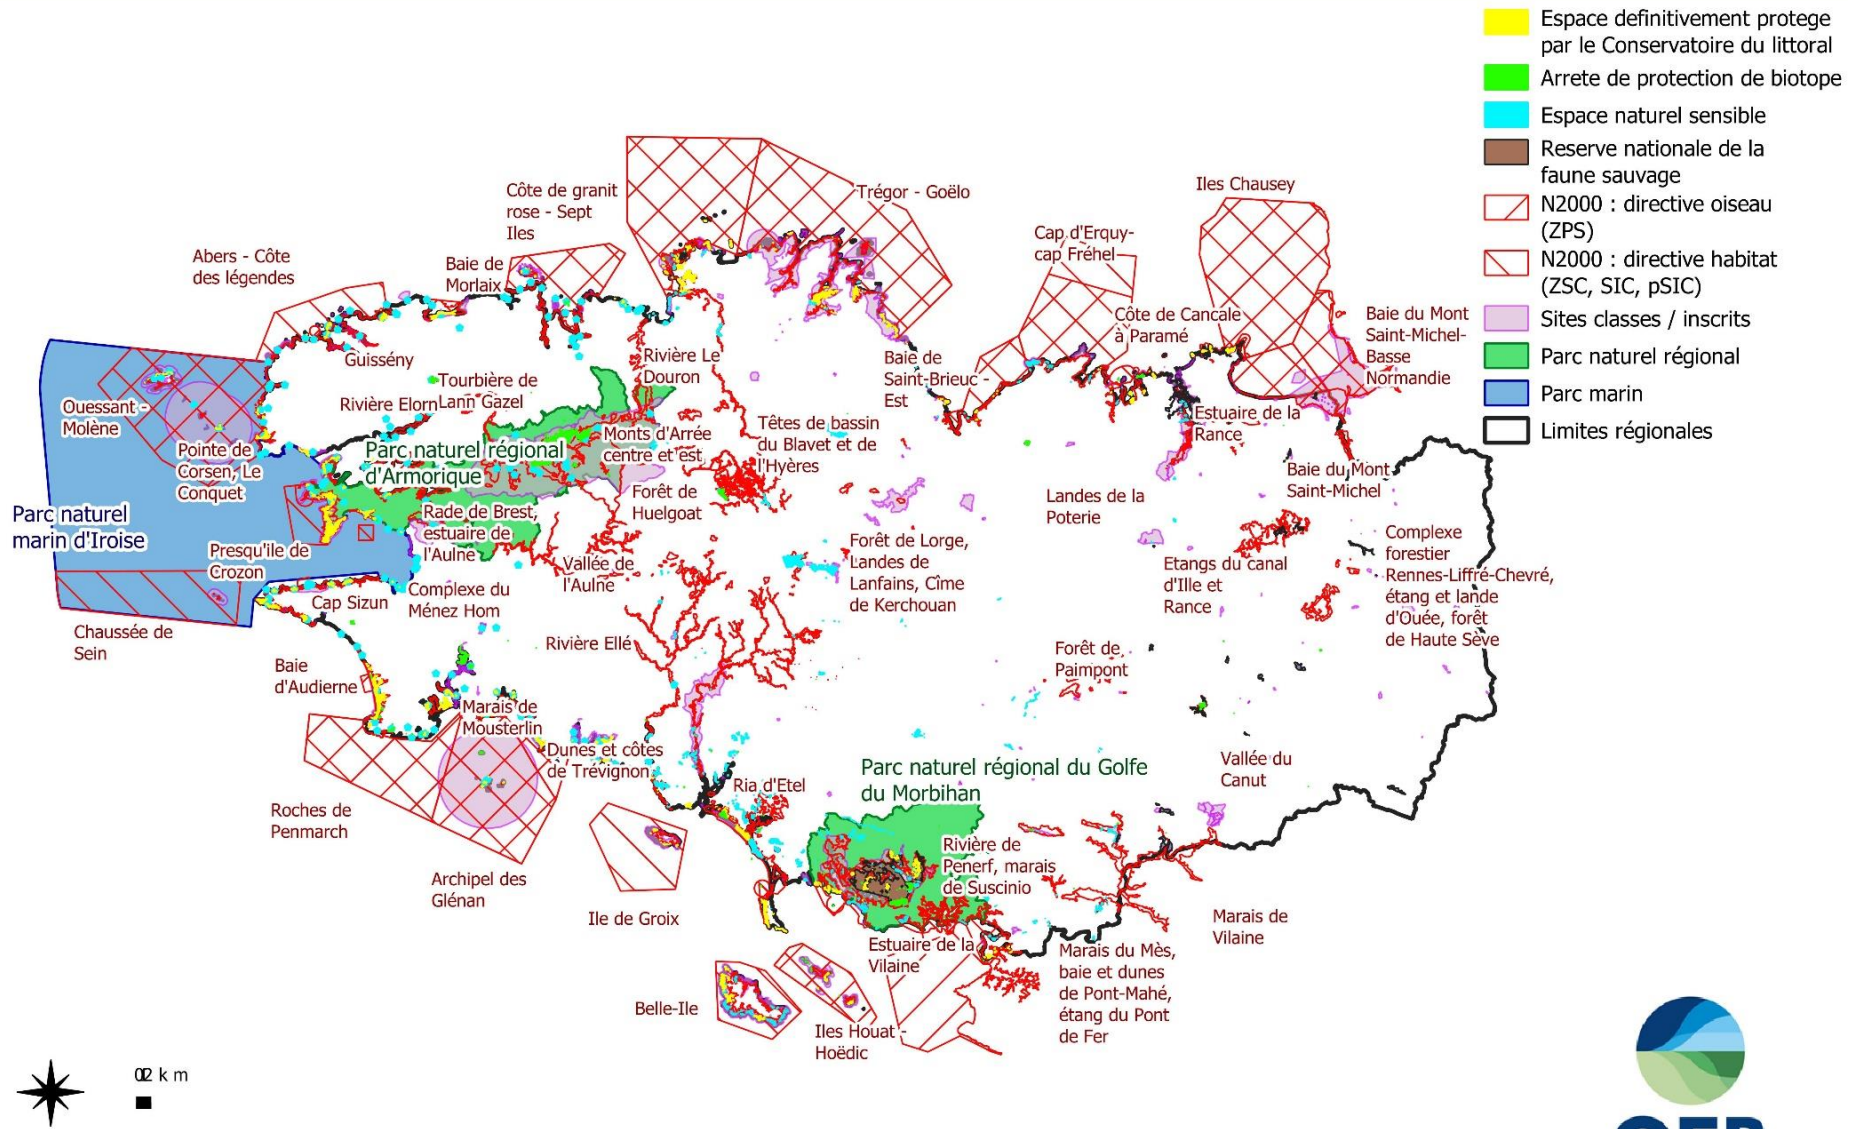 Espace definitivement protege
par le Conservatoire du littoral
Arrete de protection de biotope
Espace naturel sensible
Reserve nationale de la
faune sauvage
N2000 : directive oiseau
(ZPS)
N2000 : directive habitat
(ZSC, SIC, pSIC)
Sites classes / inscrits
Parc naturel régional
Parc marin
Limites régionales
Côte de granit
rose - Sept
Iles
Trégor - Goëlo
Iles Chausey
Cap d'Erquy-
cap Fréhel
Abers - Côte
des légendes
Baie de
Morlaix
Côte de Cancale
à Paramé
Baie du Mont
Saint-Michel-
Basse
Normandie
Guissény
Rivière Le
Douron
Baie de
Saint-Brieuc -
Est
Tourbière de
Lann Gazel
Rivière Elorn
Ouessant -
Molène
Estuaire de la
Rance
Têtes de bassin
du Blavet et de
l'Hyères
Monts d'Arrée
centre et est
Parc naturel régional
d'Armorique
Pointe de
Corsen, Le
Conquet
Baie du Mont
Saint-Michel
Forêt de
Huelgoat
Landes de la
Poterie
Parc naturel
marin d'Iroise
Rade de Brest,
estuaire de
l'Aulne
Presqu'ile de
Crozon
Vallée de
l'Aulne
Forêt de Lorge,
Landes de
Lanfains, Cîme
de Kerchouan
Etangs du canal
d'Ille et
Rance
Complexe
forestier
Rennes-Liffré-Chevré,
étang et lande
d'Ouée, forêt
de Haute Sève
Complexe du
Ménez Hom
Cap Sizun
Chaussée de
Sein
Rivière Ellé
Forêt de
Paimpont
Baie
d'Audierne
Marais de
Mousterlin
Dunes et côtes
de Trévignon
Vallée du
Canut
Parc naturel régional du Golfe
du Morbihan
Ria d'Etel
Roches de
Penmarch
Rivière de
Penerf, marais
de Suscinio
Archipel des
Glénan
Ile de Groix
Marais de
Vilaine
Estuaire de la
Vilaine
Marais du Mès,
baie et dunes
de Pont-Mahé,
étang du Pont
de Fer
Belle-Ile
Iles Houat -
Hoëdic
km